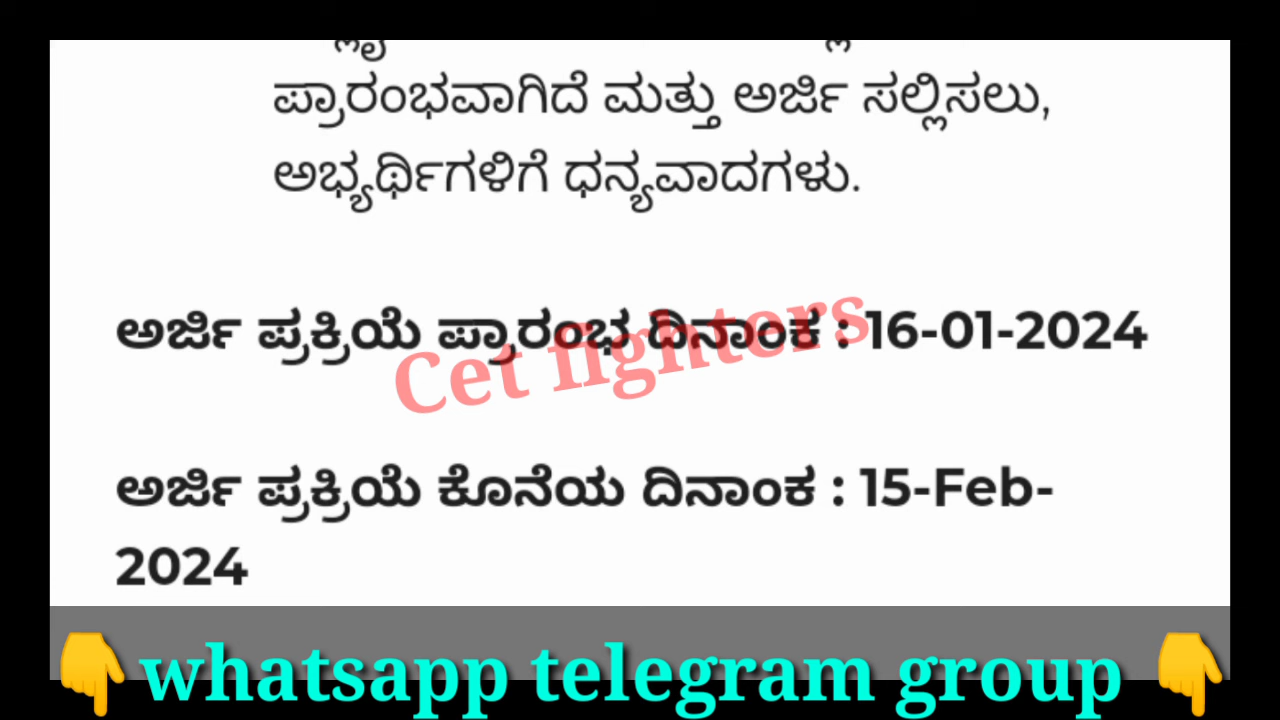 ಪ್ರಾರಂಭವಾಗಿದೆ ಮತ್ತು ಅರ್ಜಿ ಸಲ್ಲಿಸಲು,
ಅಭ್ಯರ್ಥಿಗಳಿಗೆ ಧನ್ಯವಾದಗಳು.
ಅರ್ಜಿ ಪ್ರಕ್ರಿಯೆ ಪ್ರಾರಂಭ ದಿನಾಂಕ : 16-01-2024
Cet fighters
ಅರ್ಜಿ ಪ್ರಕ್ರಿಯೆ ಕೊನೆಯ ದಿನಾಂಕ : 15-Feb-
2024
whatsapp telegram group